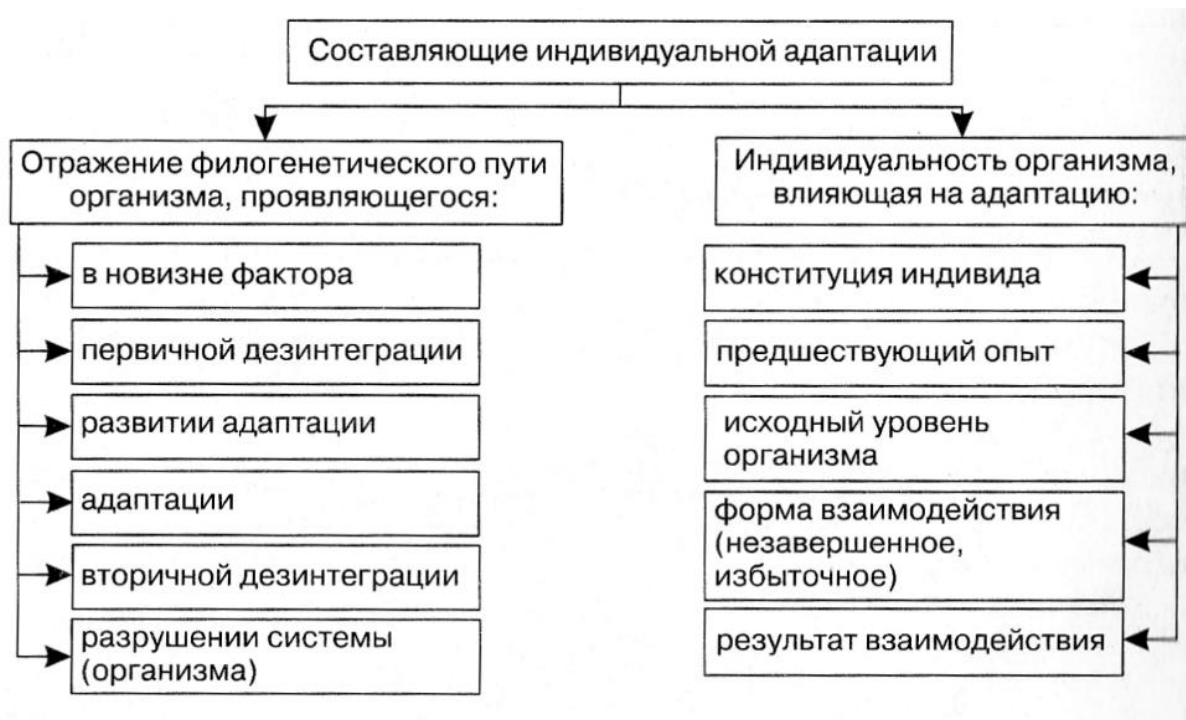 Составляющие индивидуальной адаптации
Отражение филогенетического пути
организма, проявляющегося:
в новизне фактора
первичной дезинтеграции
развитии адаптации
адаптации
вторичной дезинтеграции
разрушении системы
(организма)
Индивидуальность организма,
влияющая на адаптацию:
конституция индивида
предшествующий опыт
исходный уровень
организма
форма взаимодействия
(незавершенное,
избыточное)
результат взаимодействия